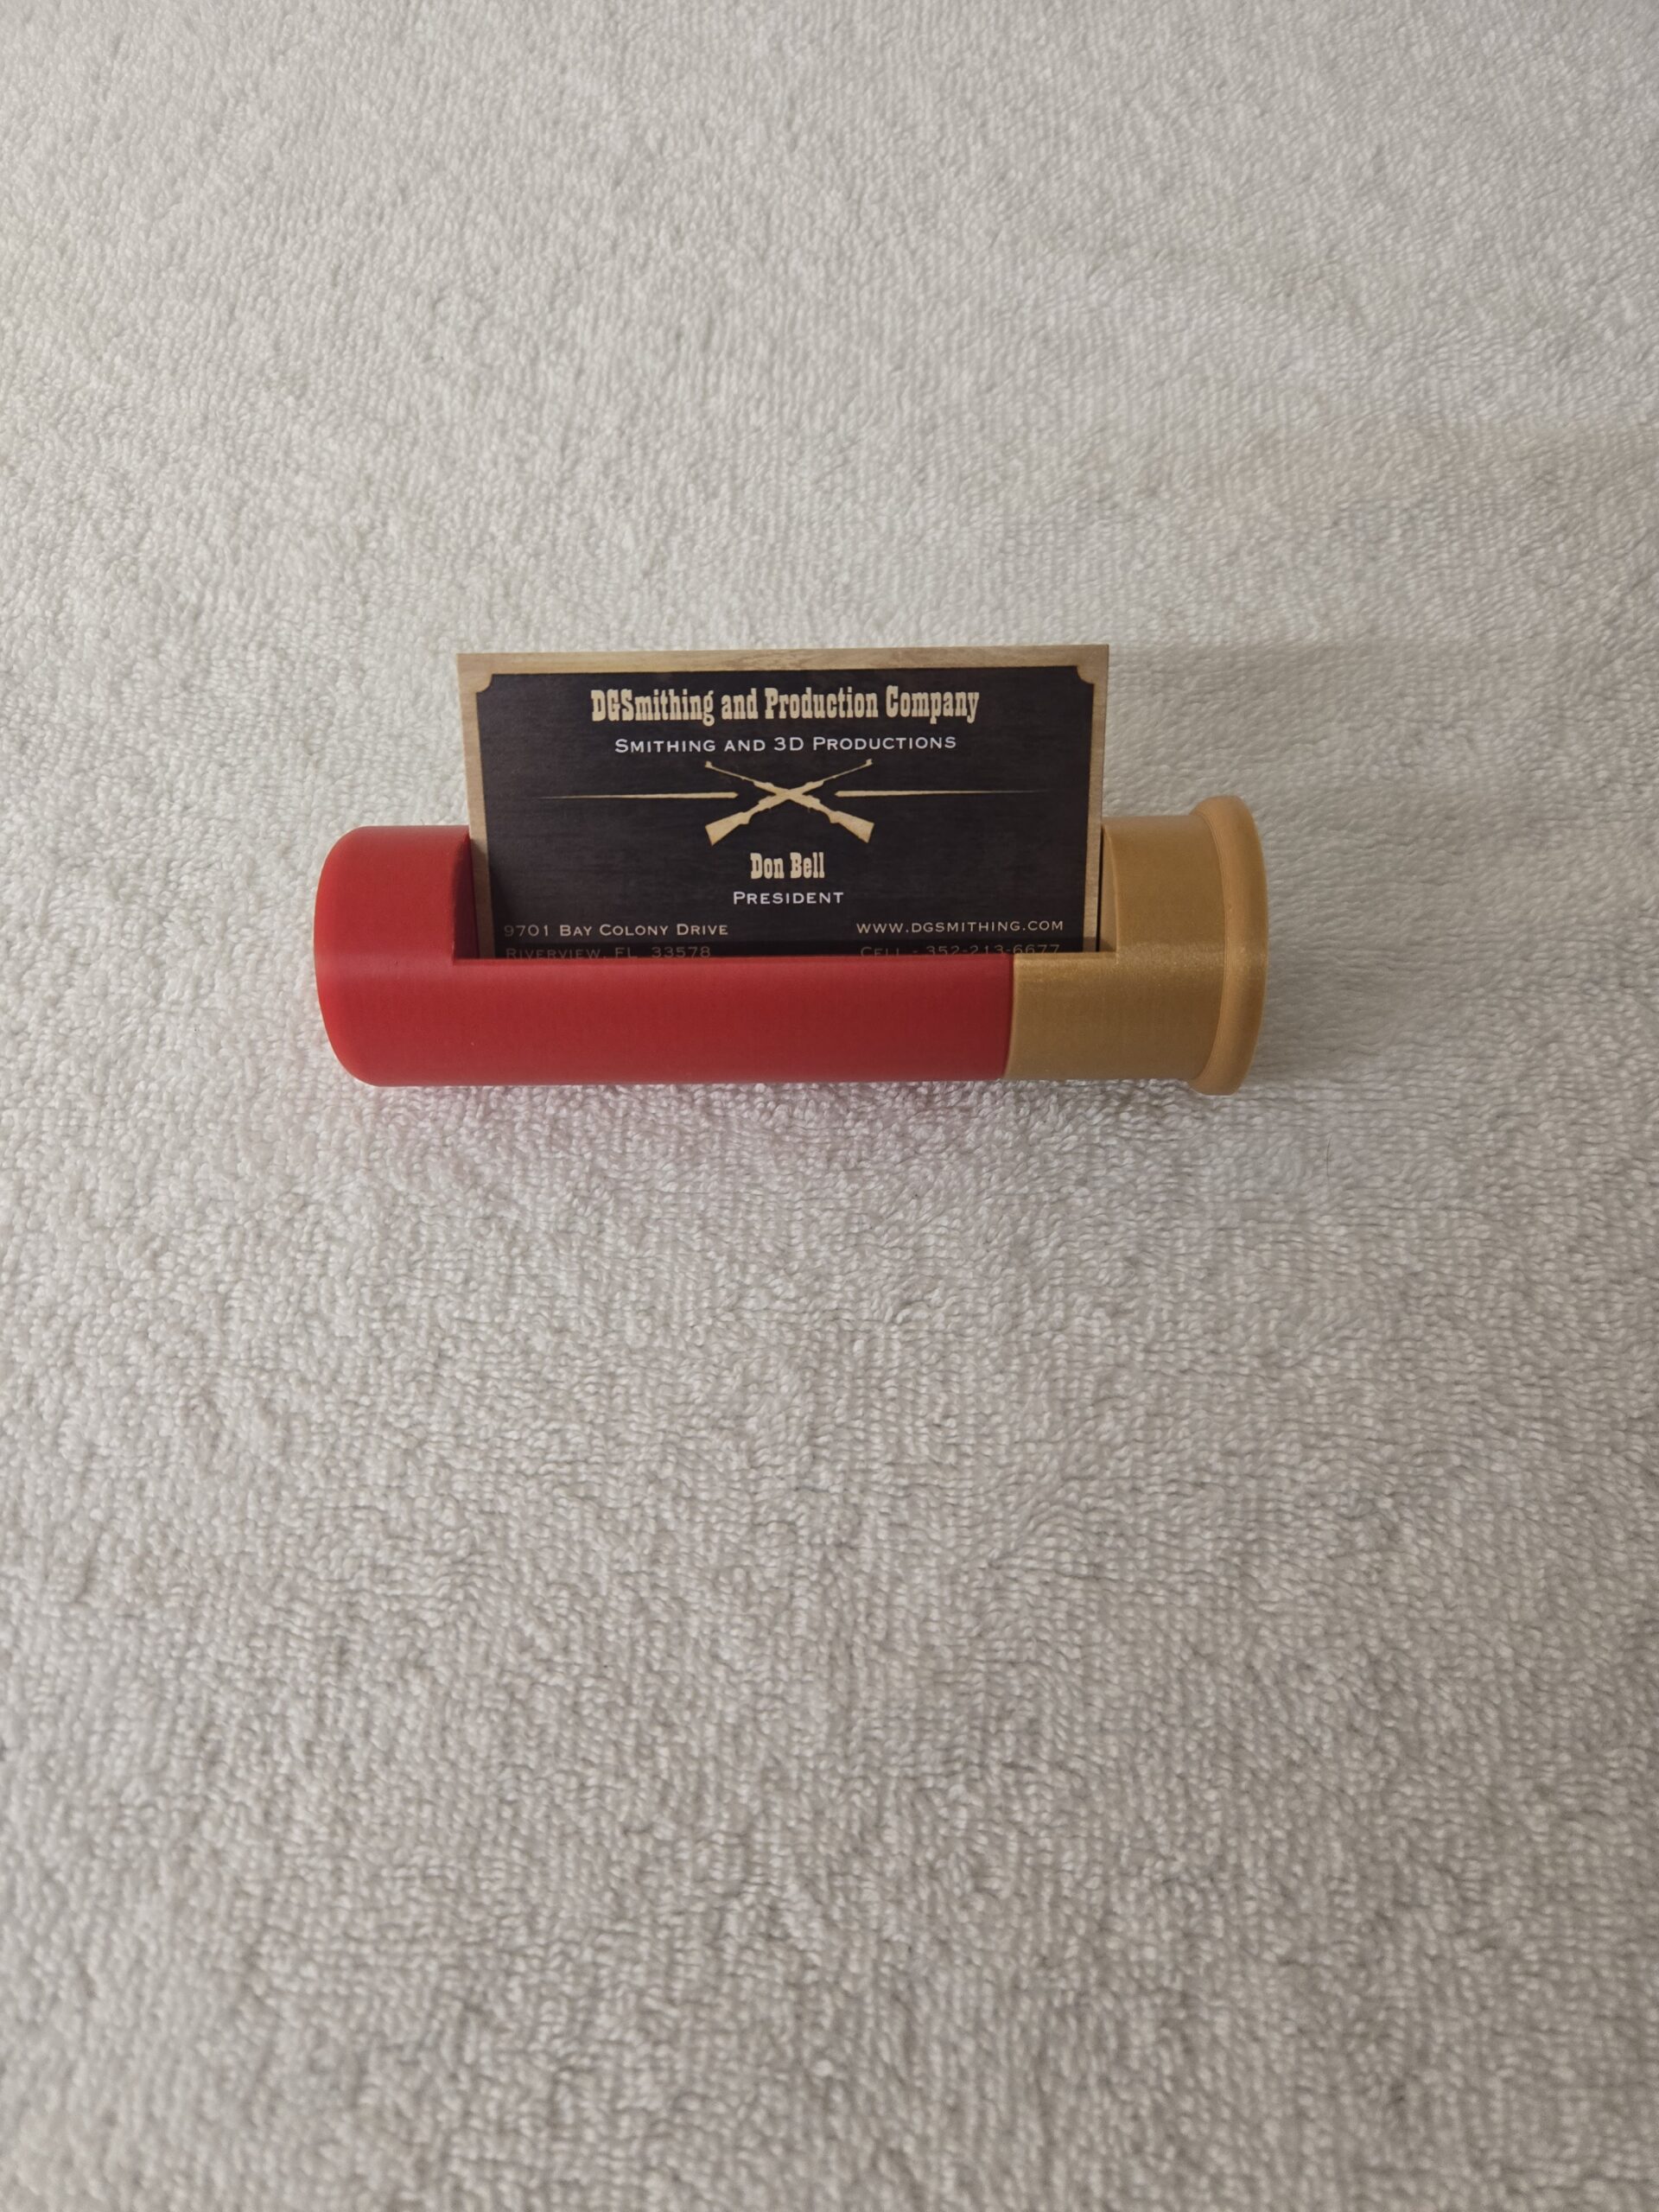 DGSmithing and Production Company
Smithing and 3D Productions
Don Bell
President
9701 Bay Colony Drive
www.dgsmithing.com
Riverview, FL 33578
Cell - 352-213-6677